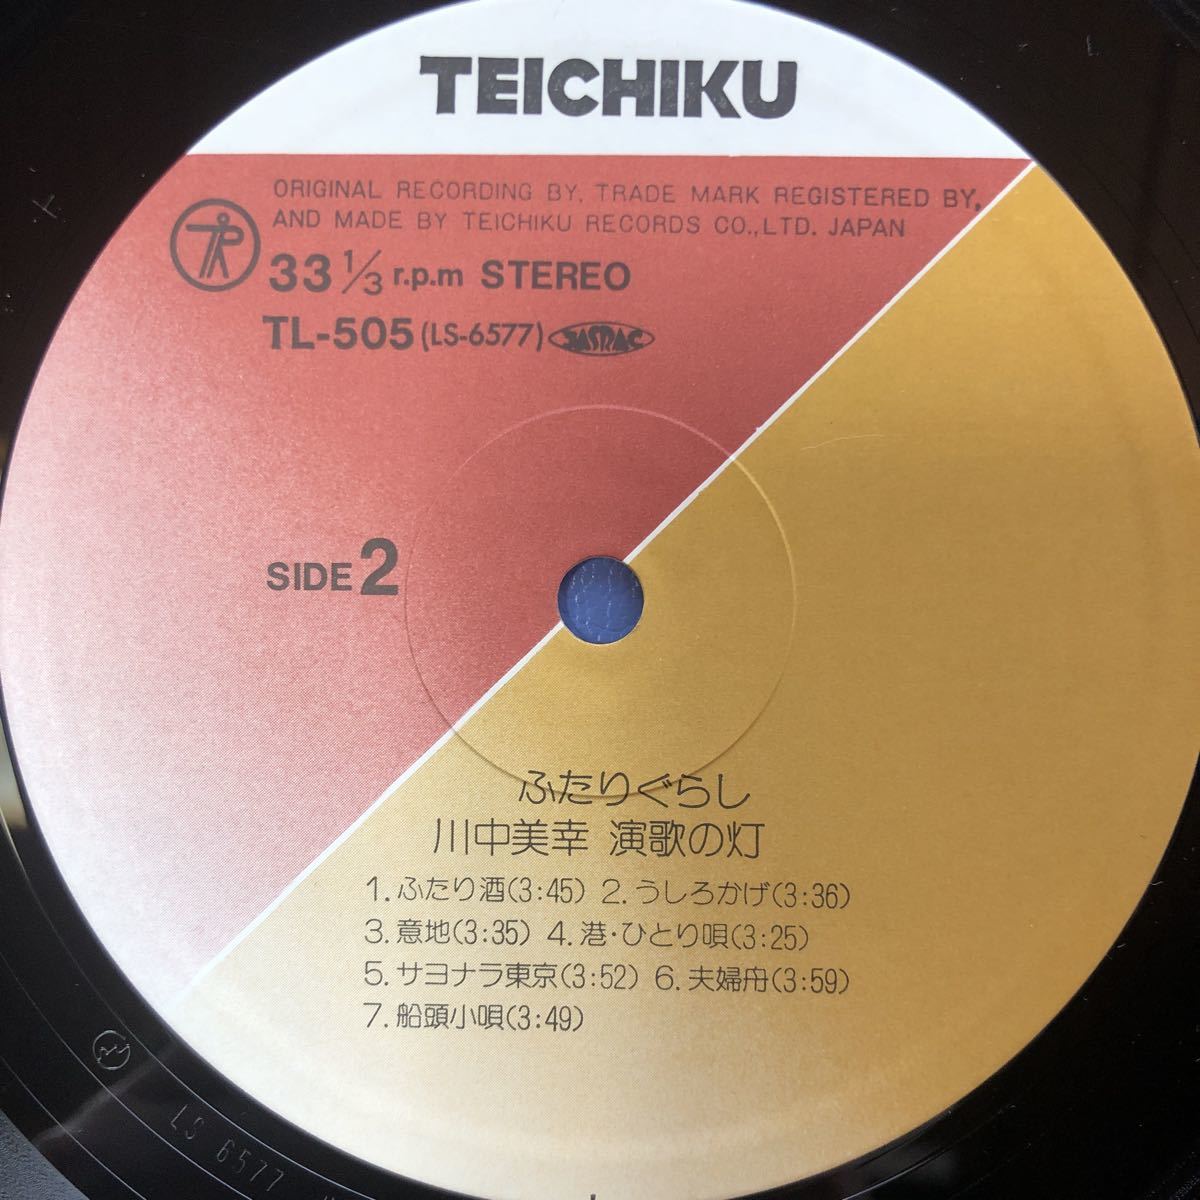 TEICHIKU
ORIGINAL RECORDING BY, TRADE MARK REGISTERED BY,
AND MADE BY TEICHIKU RECORDS CO.,LTD. JAPAN
33 1/3 r.p.m STEREO
TL-505 (LS-6577) JASRAC
SIDE 2
ふたりぐらし
川中美幸 演歌の灯
1. ふたり酒(3:45) 2. うしろかげ(3:36)
3. 意地(3:35) 4. 港・ひとり唄(3:25)
5. サヨナラ東京(3:52) 6. 夫婦舟(3:59)
7. 船頭小唄(3:49)
LS 6577